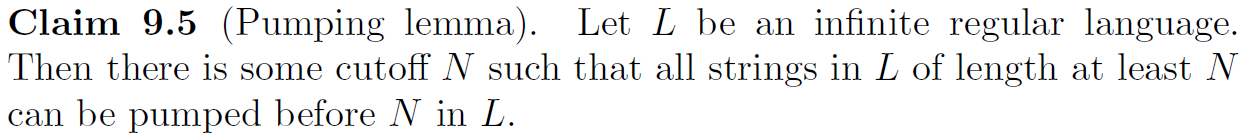 Claim 9.5 (Pumping lemma). Let L be an infinite regular language.
Then there is some cutoff N such that all strings in L of length at least N
can be pumped before N in L.